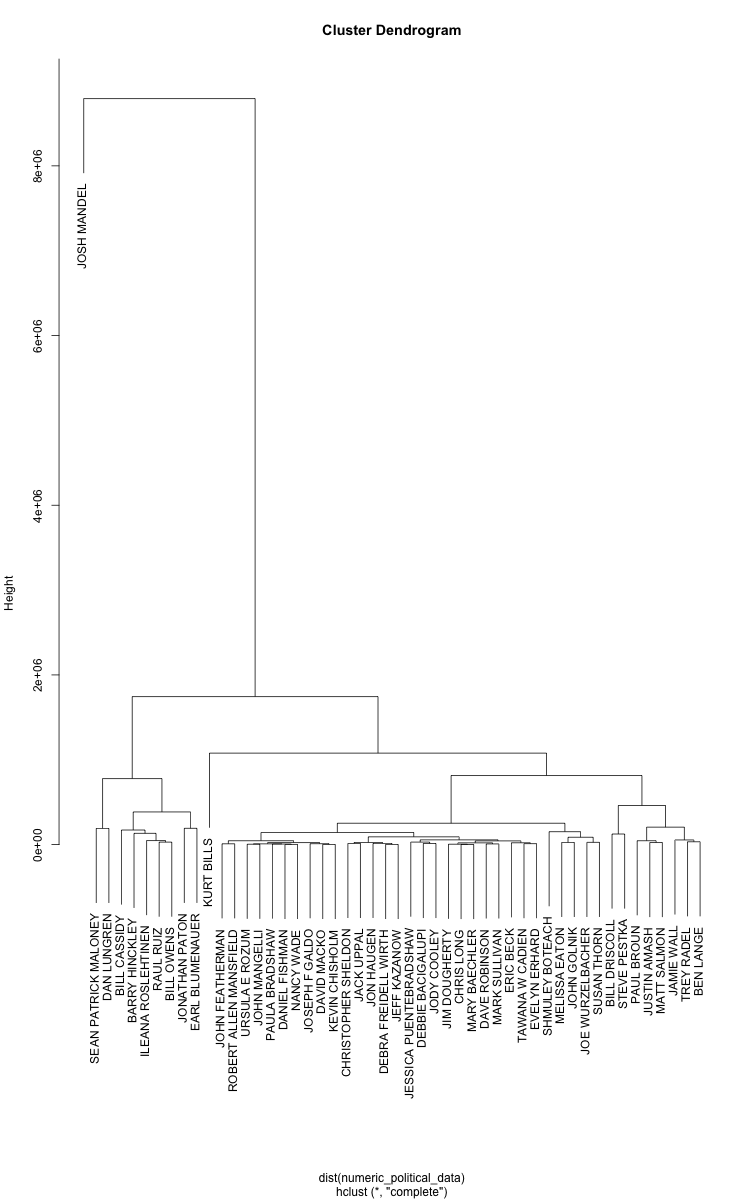 Cluster Dendrogram
Height
8e+06
6e+06
4e+06
2e+06
0e+00
JOSH MANDEL
SEAN PATRICK MALONEY
DAN LUNGREN
BILL CASSIDY
BARRY HINCKLEY
ILEANA ROSLEHTINEN
RAUL RUIZ
BILL OWENS
JONATHAN PATON
EARL BLUMENAUER
KURT BILLS
JOHN FEATHERMAN
ROBERT ALLEN MANSFIELD
URSULA E ROZUM
JOHN MANGELLI
PAULA BRADSHAW
DANIEL FISHMAN
NANCY WADE
JOSEPH F GALDO
DAVID MACKO
KEVIN CHISHOLM
CHRISTOPHER SHELDON
JACK UPPAL
JON HAUGEN
DEBRA FREIDELL WIRTH
JEFF KAZANOW
JESSICA PUENTEBRADSHAW
DEBBIE BACIGALUPI
JODY COOLEY
JIM DOUGHERTY
CHRIS LONG
MARY BAECHLER
DAVE ROBINSON
MARK SULLIVAN
ERIC BECK
TAWANA W CADIEN
EVELYN ERHARD
SHMULEY BOTEACH
MELISSA EATON
JOHN GOLNIK
JOE WURZELBACHER
SUSAN THORN
BILL DRISCOLL
STEVE PESTKA
PAUL BROUN
JUSTIN AMASH
MATT SALMON
JAMIE WALL
TREY RADEL
BEN LANGE
dist(numeric_political_data)
hclust (*, "complete")